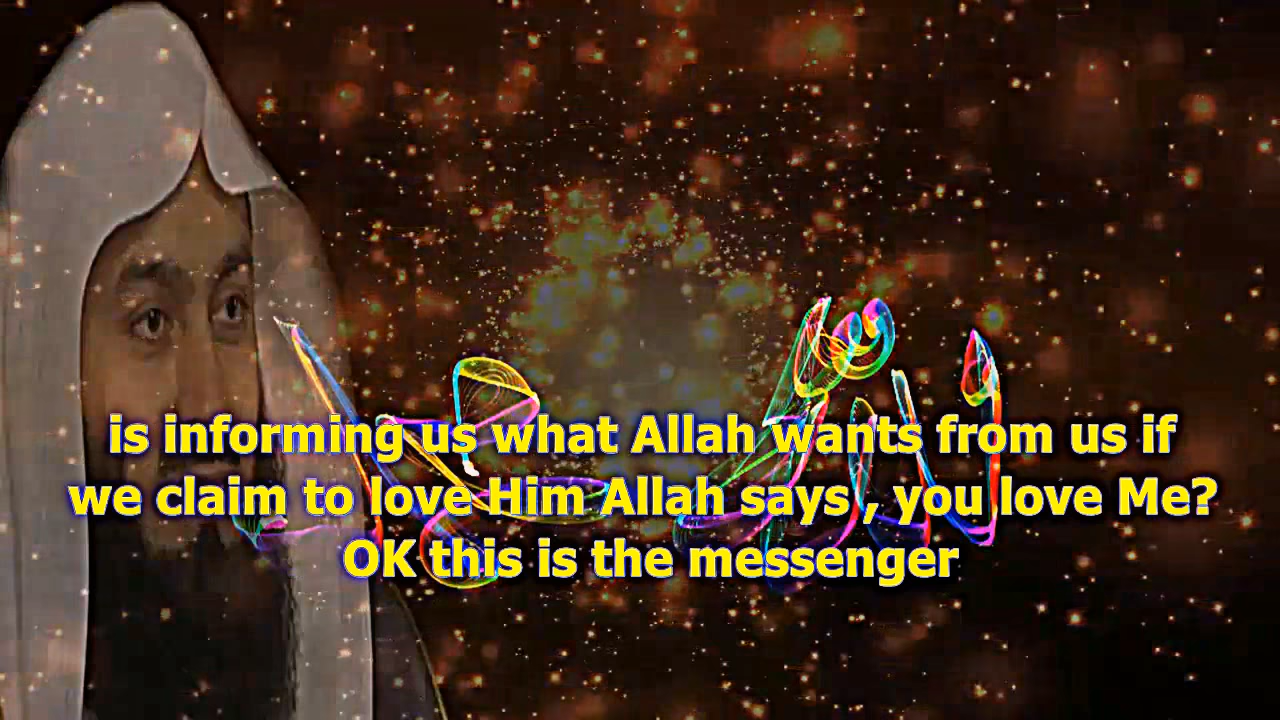 is informing us what Allah wants from us if
we claim to love Him Allah says , you love Me?
OK this is the messenger